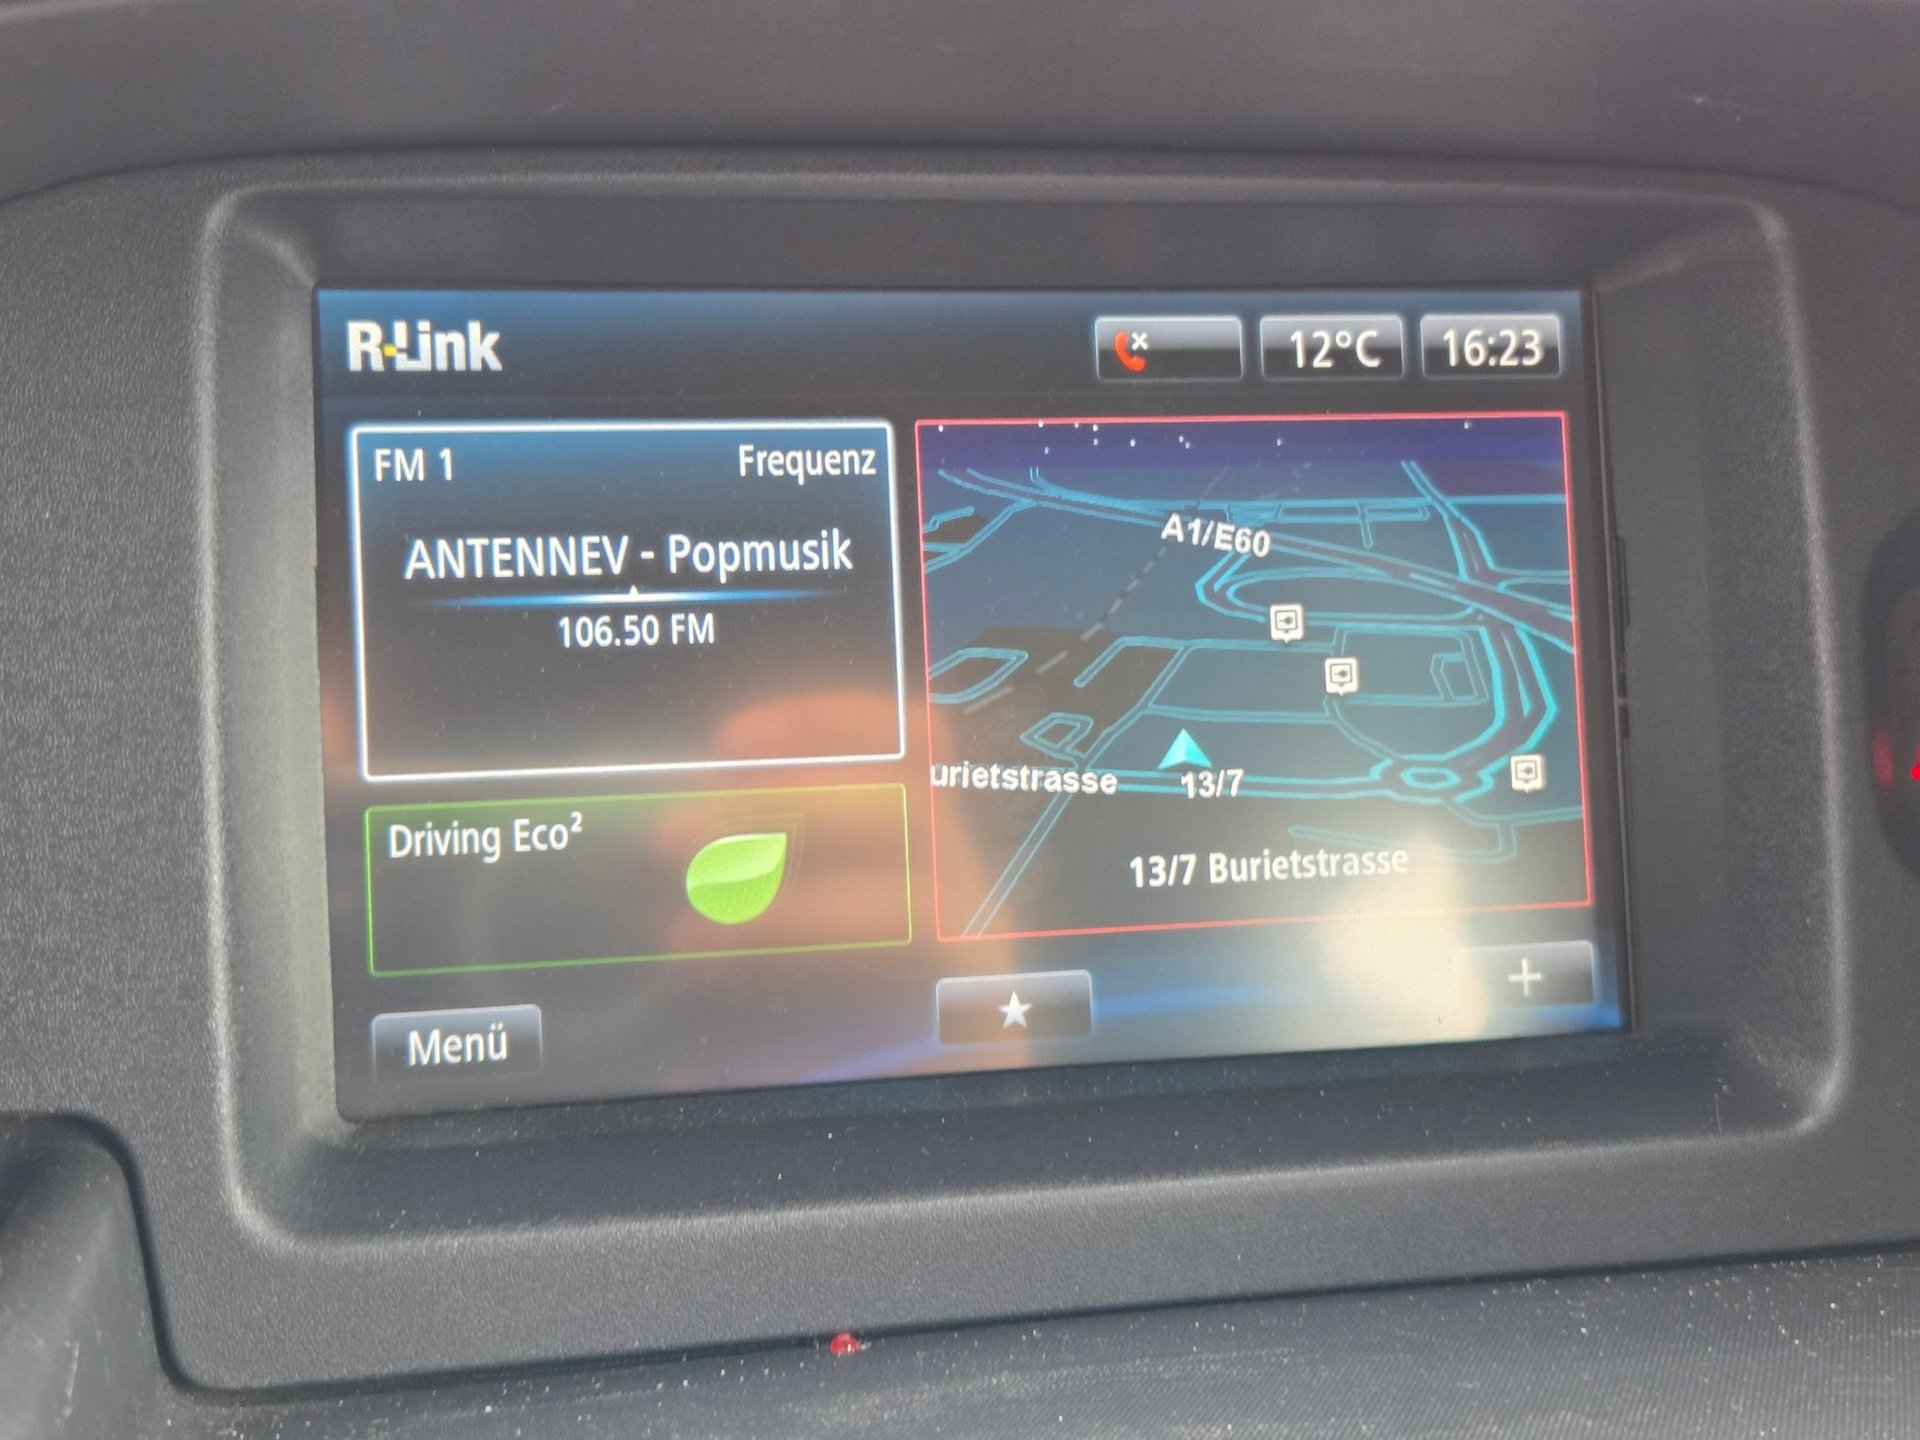 R-Link
12°C
16:23
FM 1
Frequenz
ANTENNEV - Popmusik
106.50 FM
A1/E60
urietstrasse
13/7
13/7 Burietstrasse
Driving Eco²
Menü